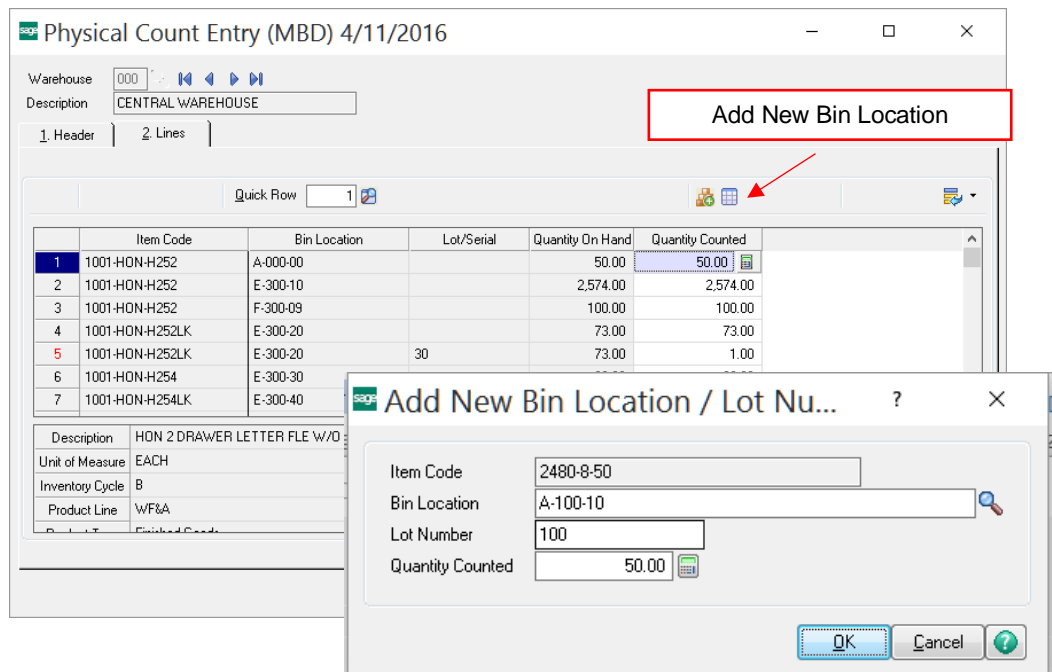 sage Physical Count Entry (MBD) 4/11/2016
Warehouse 000
Description CENTRAL WAREHOUSE
Add New Bin Location
1. Header 2. Lines
Quick Row 1
Item Code Bin Location Lot/Serial Quantity On Hand Quantity Counted
1 1001-HON-H252 A-000-00 50.00 50.00
2 1001-HON-H252 E-300-10 2,574.00 2,574.00
3 1001-HON-H252 F-300-09 100.00 100.00
4 1001-HON-H252LK E-300-20 73.00 73.00
5 1001-HON-H252LK E-300-20 30 73.00 1.00
6 1001-HON-H254 E-300-30
7 1001-HON-H254LK E-300-40
Description HON 2 DRAWER LETTER FLE W/O
Unit of Measure EACH
Inventory Cycle B
Product Line WF&A
sage Add New Bin Location / Lot Nu... ?
Item Code 2480-8-50
Bin Location A-100-10
Lot Number 100
Quantity Counted 50.00
OK Cancel ?